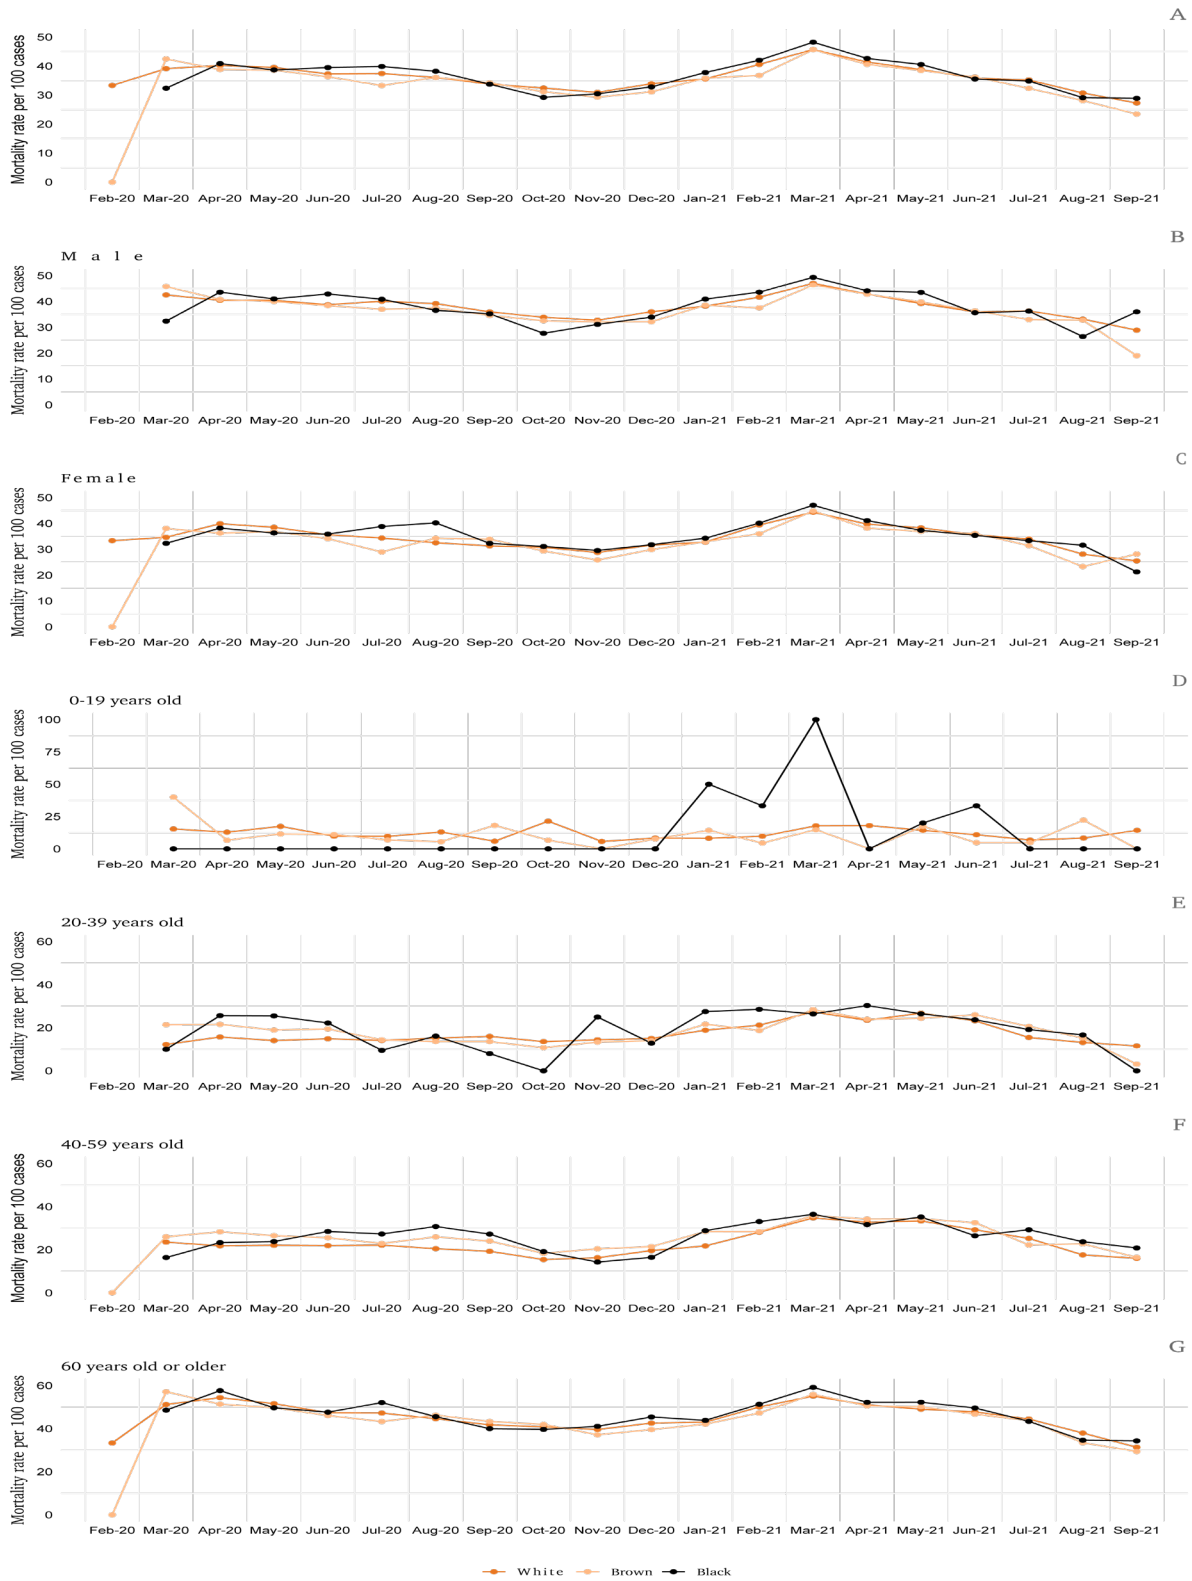 A
Mortality rate per 100 cases
50
40
30
20
10
0
Feb-20 Mar-20 Apr-20 May-20 Jun-20 Jul-20 Aug-20 Sep-20 Oct-20 Nov-20 Dec-20 Jan-21 Feb-21 Mar-21 Apr-21 May-21 Jun-21 Jul-21 Aug-21 Sep-21
B
Male
Mortality rate per 100 cases
50
40
30
20
10
0
Feb-20 Mar-20 Apr-20 May-20 Jun-20 Jul-20 Aug-20 Sep-20 Oct-20 Nov-20 Dec-20 Jan-21 Feb-21 Mar-21 Apr-21 May-21 Jun-21 Jul-21 Aug-21 Sep-21
C
Female
Mortality rate per 100 cases
50
40
30
20
10
0
Feb-20 Mar-20 Apr-20 May-20 Jun-20 Jul-20 Aug-20 Sep-20 Oct-20 Nov-20 Dec-20 Jan-21 Feb-21 Mar-21 Apr-21 May-21 Jun-21 Jul-21 Aug-21 Sep-21
D
0-19 years old
Mortality rate per 100 cases
100
75
50
25
0
Feb-20 Mar-20 Apr-20 May-20 Jun-20 Jul-20 Aug-20 Sep-20 Oct-20 Nov-20 Dec-20 Jan-21 Feb-21 Mar-21 Apr-21 May-21 Jun-21 Jul-21 Aug-21 Sep-21
E
20-39 years old
Mortality rate per 100 cases
60
20
0
Feb-20 Mar-20 Apr-20 May-20 Jun-20 Jul-20 Aug-20 Sep-20 Oct-20 Nov-20 Dec-20 Jan-21 Feb-21 Mar-21 Apr-21 May-21 Jun-21 Jul-21 Aug-21 Sep-21
F
40-59 years old
Mortality rate per 100 cases
60
40
20
0
Feb-20 Mar-20 Apr-20 May-20 Jun-20 Jul-20 Aug-20 Sep-20 Oct-20 Nov-20 Dec-20 Jan-21 Feb-21 Mar-21 Apr-21 May-21 Jun-21 Jul-21 Aug-21 Sep-21
G
60 years old or older
Mortality rate per 100 cases
60
40
20
0
Feb-20 Mar-20 Apr-20 May-20 Jun-20 Jul-20 Aug-20 Sep-20 Oct-20 Nov-20 Dec-20 Jan-21 Feb-21 Mar-21 Apr-21 May-21 Jun-21 Jul-21 Aug-21 Sep-21
White Brown Black